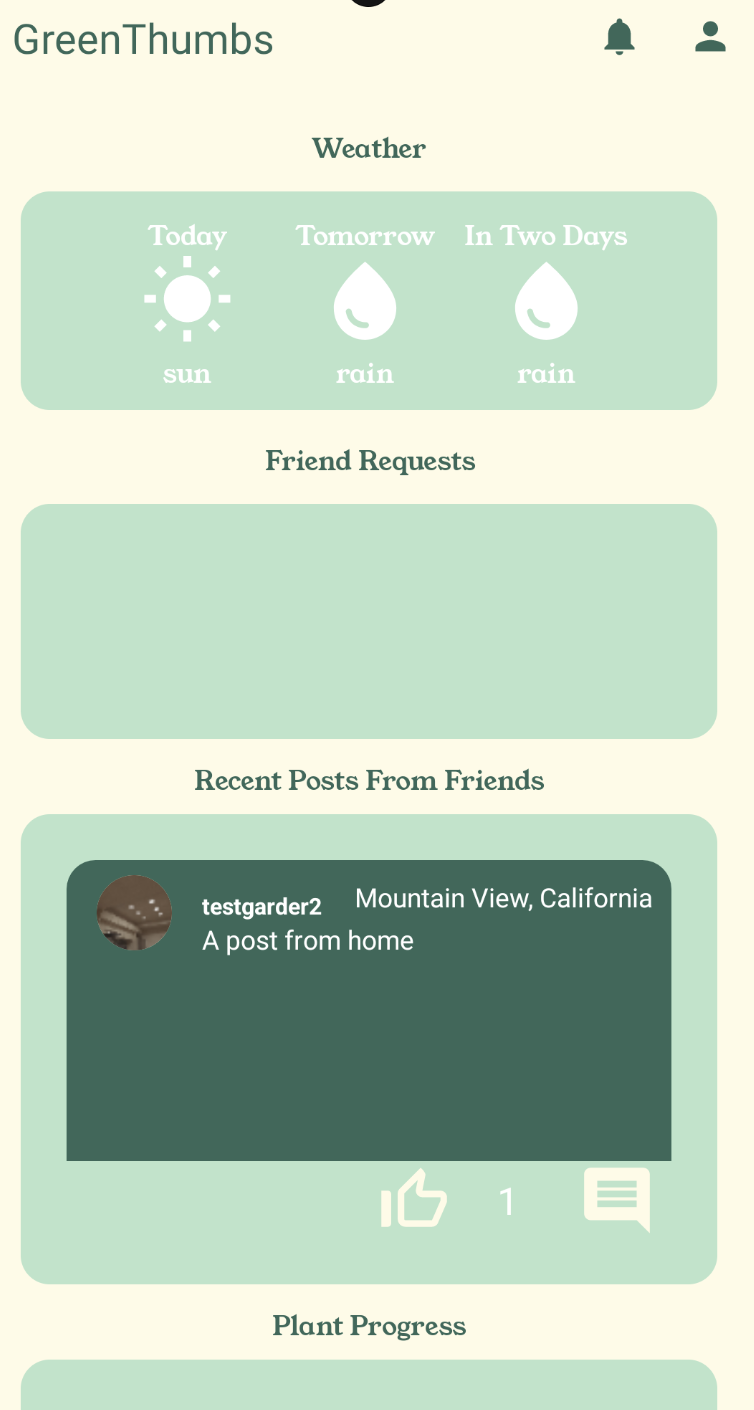 GreenThumbs
Weather
Today Tomorrow In Two Days
sun rain rain
Friend Requests
Recent Posts From Friends
testgarder2 Mountain View, California
A post from home
1
Plant Progress